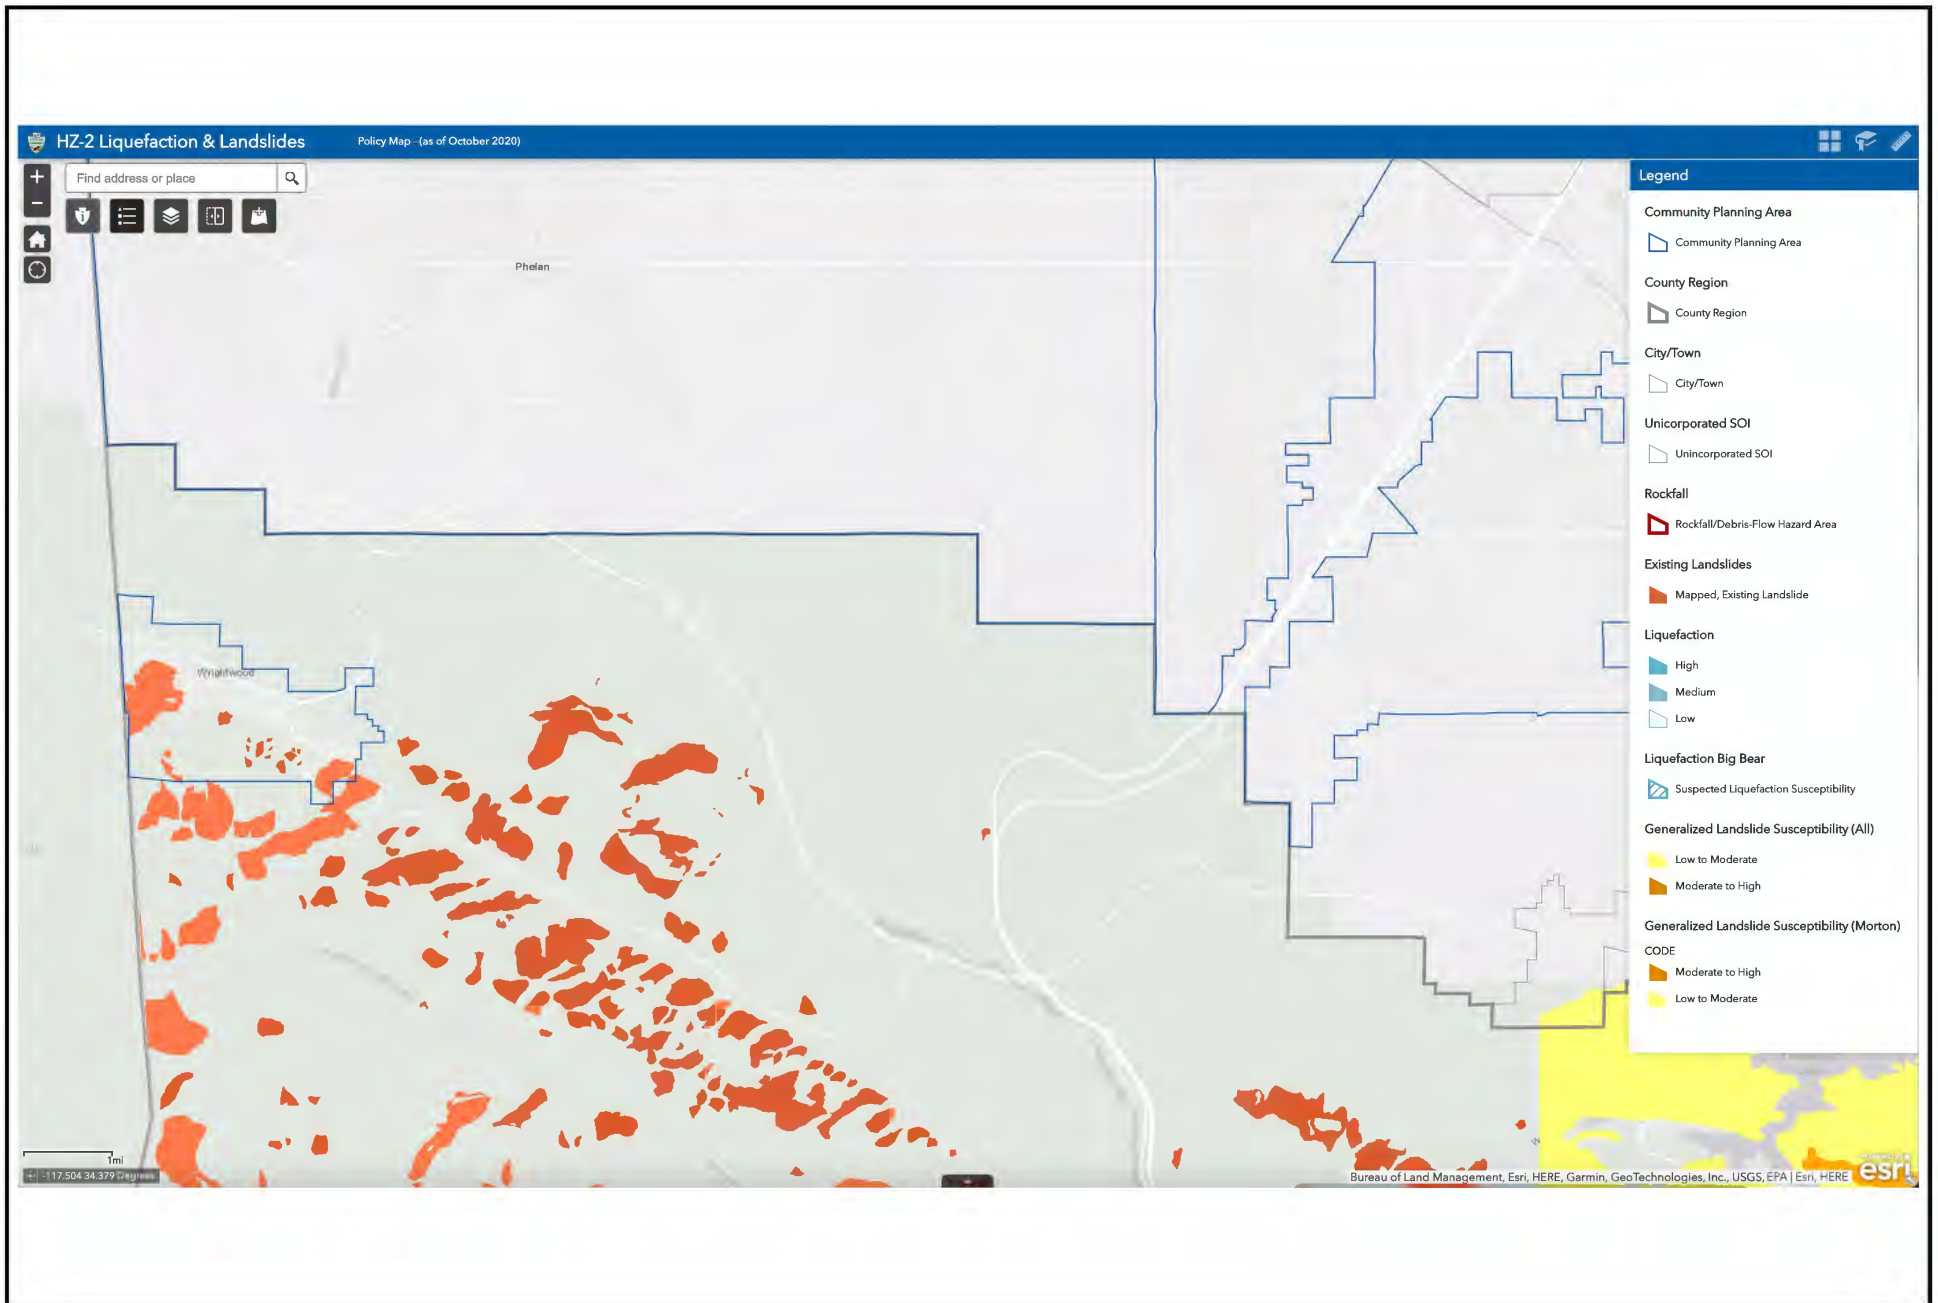 HZ-2 Liquefaction & Landslides
Policy Map (as of October 2020)
Find address or place
Phelan
Wrightwood
Legend
Community Planning Area
Community Planning Area
County Region
County Region
City/Town
City/Town
Unicorporated SOI
Unincorporated SOI
Rockfall
Rockfall/Debris-Flow Hazard Area
Existing Landslides
Mapped, Existing Landslide
Liquefaction
High
Medium
Low
Liquefaction Big Bear
Suspected Liquefaction Susceptibility
Generalized Landslide Susceptibility (All)
Low to Moderate
Moderate to High
Generalized Landslide Susceptibility (Morton)
CODE
Moderate to High
Low to Moderate
1mi
-117.504 34.379 Degrees
Bureau of Land Management, Esri, HERE, Garmin, GeoTechnologies, Inc., USGS, EPA | Esri, HERE
esri